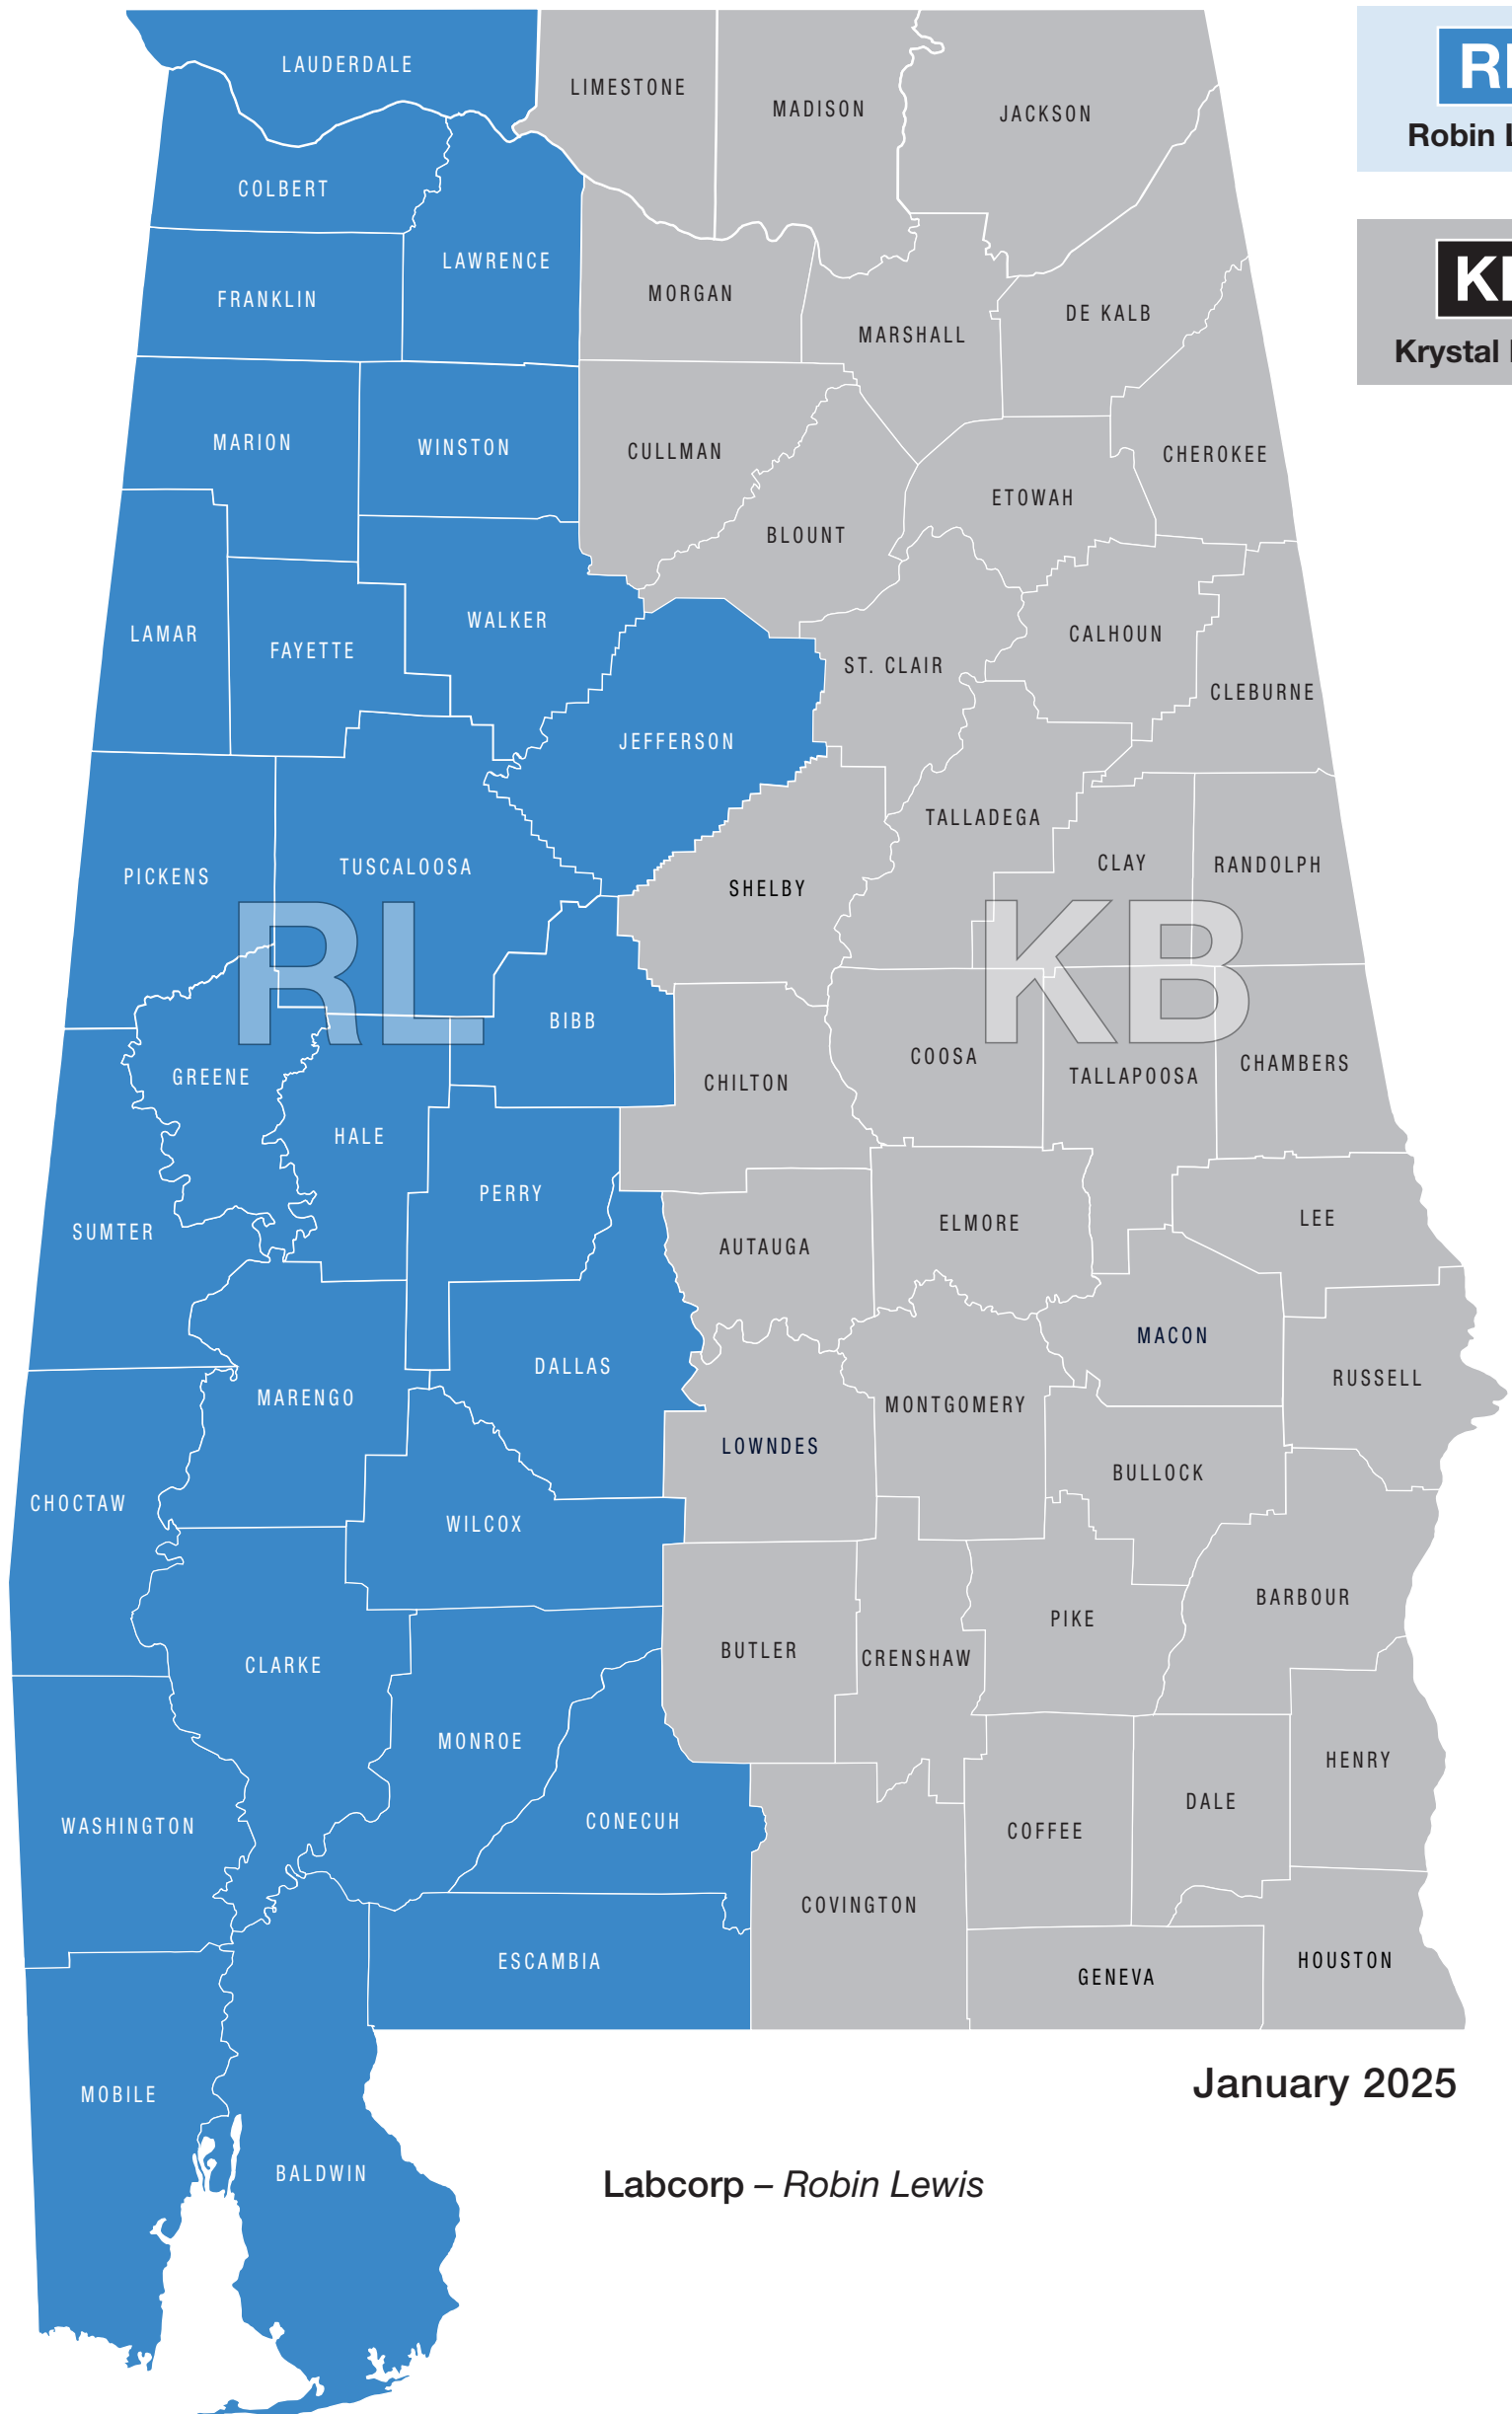 LAUDERDALE
LIMESTONE
MADISON
JACKSON
Robin
COLBERT
LAWRENCE
FRANKLIN
MORGAN
DE KALB
MARSHALL
Krystal
MARION
WINSTON
CULLMAN
CHEROKEE
ETOWAH
BLOUNT
LAMAR
FAYETTE
WALKER
CALHOUN
ST. CLAIR
CLEBURNE
JEFFERSON
TALLADEGA
PICKENS
TUSCALOOSA
SHELBY
CLAY
RANDOLPH
RL
KB
BIBB
GREENE
CHILTON
COOSA
TALLAPOOSA
CHAMBERS
HALE
PERRY
SUMTER
AUTAUGA
ELMORE
LEE
MACON
DALLAS
RUSSELL
MARENGO
MONTGOMERY
LOWNDES
BULLOCK
CHOCTAW
WILCOX
BARBOUR
PIKE
CLARKE
BUTLER
CRENSHAW
MONROE
HENRY
WASHINGTON
CONECUH
DALE
COFFEE
COVINGTON
ESCAMBIA
GENEVA
HOUSTON
MOBILE
January 2025
BALDWIN
Labcorp – Robin Lewis